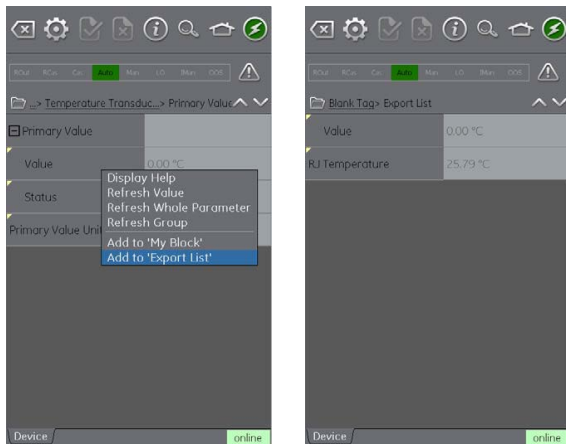 ROut RCas Cas Auto Man LO IMan OOS
...> Temperature Transduc...> Primary Value
Primary Value
Value 0.00 °C
Status
Primary Value Uni
Display Help
Refresh Value
Refresh Whole Parameter
Refresh Group
Add to 'My Block'
Add to 'Export List'
Device
online
ROut RCas Cas Auto Man LO IMan OOS
Blank Tag> Export List
Value 0.00 °C
RJ Temperature 25.79 °C
Device
online